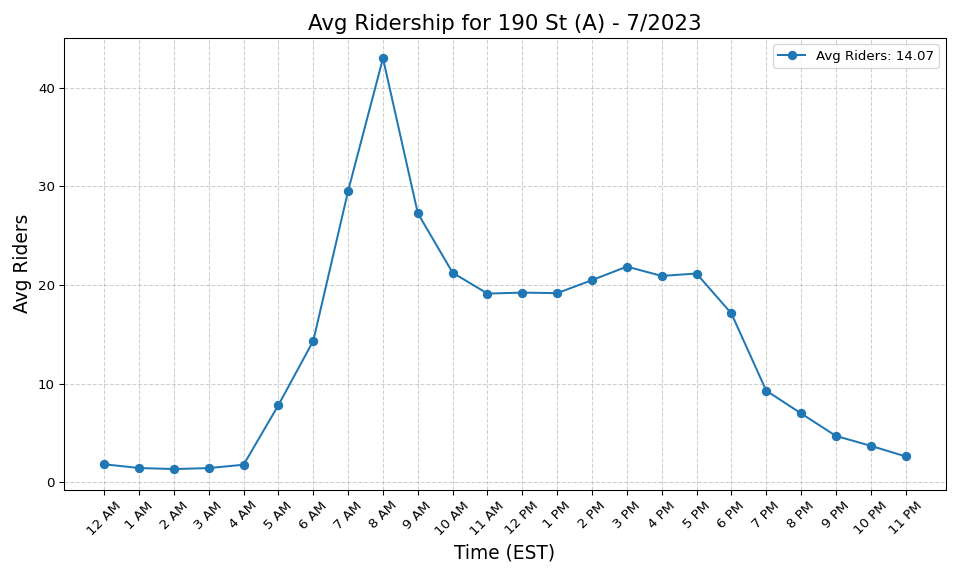 Avg Ridership for 190 St (A) - 7/2023
Avg Riders: 14.07
Avg Riders
40
30
20
10
0
12 AM
1 AM
2 AM
3 AM
4 AM
5 AM
6 AM
7 AM
8 AM
9 AM
10 AM
11 AM
12 PM
1 PM
2 PM
3 PM
4 PM
5 PM
6 PM
7 PM
8 PM
9 PM
10 PM
11 PM
Time (EST)